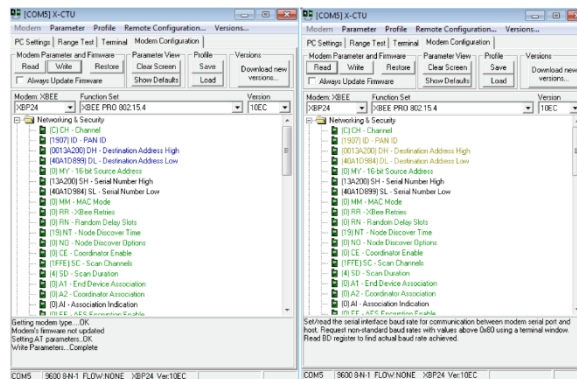 [COM5] X-CTU
Modem Parameter Profile Remote Configuration... Versions...
PC Settings Range Test Terminal Modem Configuration
Modem Parameter and Firmware Parameter View Profile Versions
Read Write Restore Clear Screen Save Download new versions...
Always Update Firmware Show Defaults Load
Modem: XBEE Function Set Version
XBP24 XBEE PRO 802.15.4 10EC
Networking & Security
(C) CH - Channel
(1907) ID - PAN ID
(0013A200) DH - Destination Address High
(40A1D899) DL - Destination Address Low
(0) MY - 16-bit Source Address
(13A200) SH - Serial Number High
(40A1D984) SL - Serial Number Low
(0) MM - MAC Mode
(0) RR - XBee Retries
(0) RN - Random Delay Slots
(19) NT - Node Discover Time
(0) NO - Node Discover Options
(0) CE - Coordinator Enable
(1FFE) SC - Scan Channels
(4) SD - Scan Duration
(0) A1 - End Device Association
(0) A2 - Coordinator Association
(0) AI - Association Indication
(0) EE - AES Encryption Enable
Getting modem type....OK
Modem's firmware not updated
Setting AT parameters..OK
Write Parameters...Complete
COM5 9600 8-N-1 FLOW:NONE XBP24 Ver:10EC
[COM5] X-CTU
Modem Parameter Profile Remote Configuration... Versions...
PC Settings Range Test Terminal Modem Configuration
Modem Parameter and Firmware Parameter View Profile Versions
Read Write Restore Clear Screen Save Download new versions...
Always Update Firmware Show Defaults Load
Modem: XBEE Function Set Version
XBP24 XBEE PRO 802.15.4 10EC
Networking & Security
(C) CH - Channel
(1907) ID - PAN ID
(0013A200) DH - Destination Address High
(40A1D984) DL - Destination Address Low
(0) MY - 16-bit Source Address
(13A200) SH - Serial Number High
(40A1D899) SL - Serial Number Low
(0) MM - MAC Mode
(0) RR - XBee Retries
(0) RN - Random Delay Slots
(19) NT - Node Discover Time
(0) NO - Node Discover Options
(0) CE - Coordinator Enable
(1FFE) SC - Scan Channels
(4) SD - Scan Duration
(0) A1 - End Device Association
(0) A2 - Coordinator Association
(0) AI - Association Indication
(0) EE - AES Encryption Enable
Set/read the serial interface baud rate for communication between modem serial port and
host. Request non-standard baud rates with values above 0x80 using a terminal window.
Read BD register to find actual baud rate achieved.
COM5 9600 8-N-1 FLOW:NONE XBP24 Ver:10EC